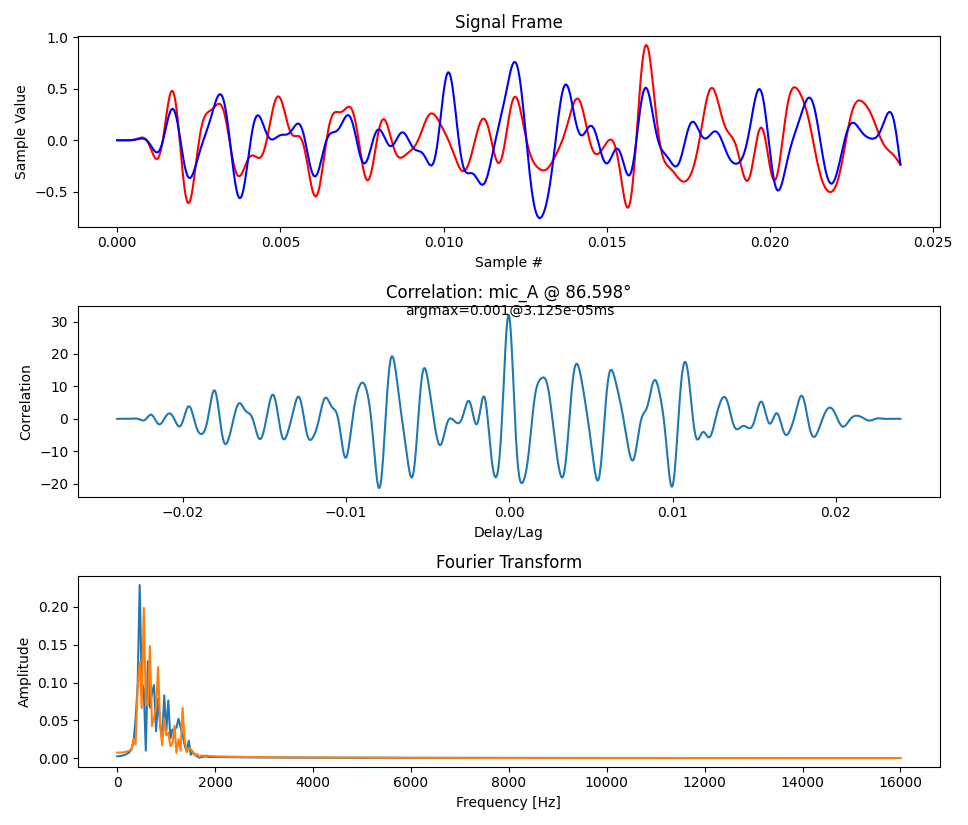 Signal Frame
1.0
0.5
0.0
−0.5
Sample Value
0.000 0.005 0.010 0.015 0.020 0.025
Sample #
Correlation: mic_A @ 86.598°
argmax=0.001@3.125e-05ms
30
20
10
0
−10
−20
Correlation
−0.02 −0.01 0.00 0.01 0.02
Delay/Lag
Fourier Transform
0.20
0.15
0.10
0.05
0.00
Amplitude
0 2000 4000 6000 8000 10000 12000 14000 16000
Frequency [Hz]